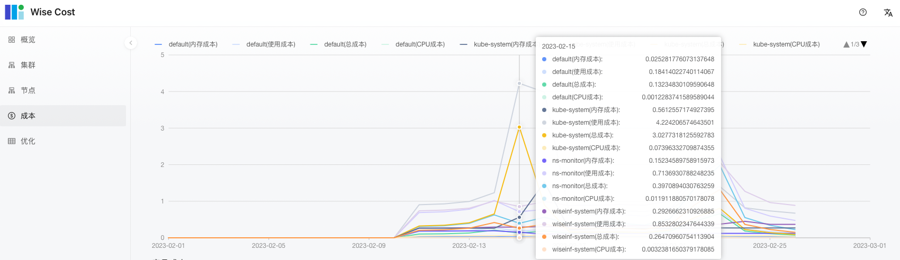 Wise Cost
概览
集群
节点
成本
优化
default(内存成本) default(使用成本) default(总成本) default(CPU成本) kube-system(内存成 kube-system(CPU成本) 1/3
5
4
3
2
1
0
2023-02-01 2023-02-05 2023-02-09 2023-02-13 2023-02-25 2023-03-01
2023-02-15
default(内存成本): 0.025281776073137648
default(使用成本): 0.18414022740114067
default(总成本): 0.13234830109590648
default(CPU成本): 0.0012283741589589044
kube-system(内存成本): 0.5612557174927395
kube-system(使用成本): 4.224206574643501
kube-system(总成本): 3.0277318125592783
kube-system(CPU成本): 0.07396332709874355
ns-monitor(内存成本): 0.15234589758915973
ns-monitor(使用成本): 0.7136930788248235
ns-monitor(总成本): 0.3970894030763259
ns-monitor(CPU成本): 0.011911880570178078
wiseinf-system(内存成本): 0.2926662310926885
wiseinf-system(使用成本): 0.8532802347644339
wiseinf-system(总成本): 0.2647096075411390​4
wiseinf-system(CPU成本): 0.0032381650379178085